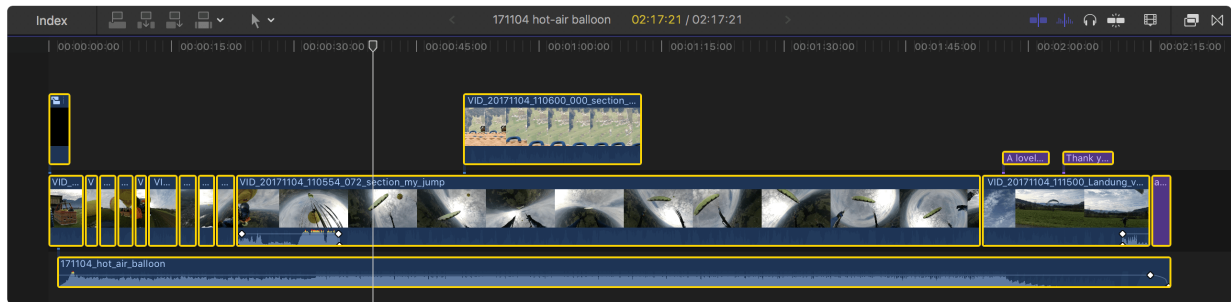 Index
171104 hot-air balloon 02:17:21 / 02:17:21
00:00:00:00 00:00:15:00 00:00:30:00 00:00:45:00 00:01:00:00 00:01:15:00 00:01:30:00 00:01:45:00 00:02:00:00 00:02:15:00
VID_20171104_110600_000_section_...
A lovel... Thank y...
VID_... V ... ... V VI... ... ... ... VID_20171104_110554_072_section_my_jump VID_20171104_111500_Landung_v... a...
171104_hot_air_balloon